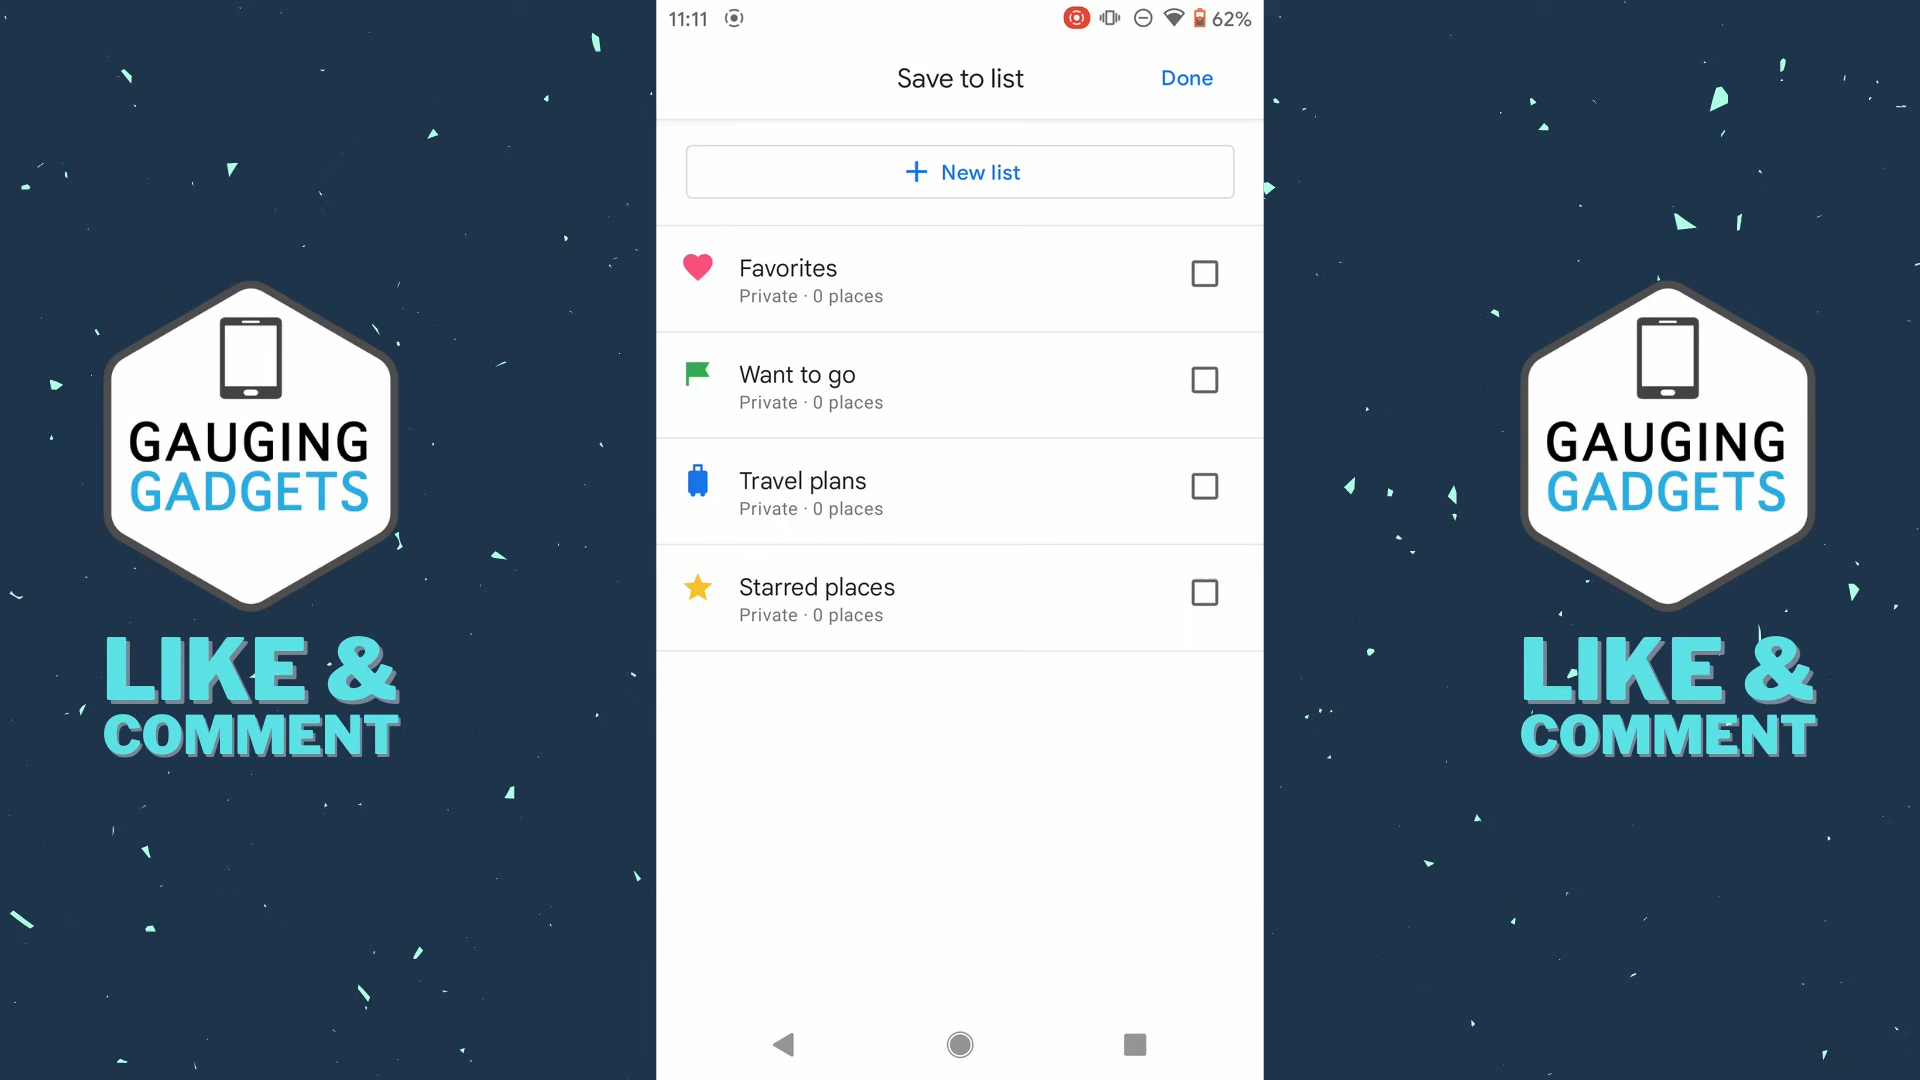 11:11
62%
Save to list
Done
+ New list
Favorites
Private · 0 places
Want to go
Private · 0 places
Travel plans
Private · 0 places
Starred places
Private · 0 places
GAUGING
GADGETS
LIKE &
COMMENT
GAUGING
GADGETS
LIKE &
COMMENT